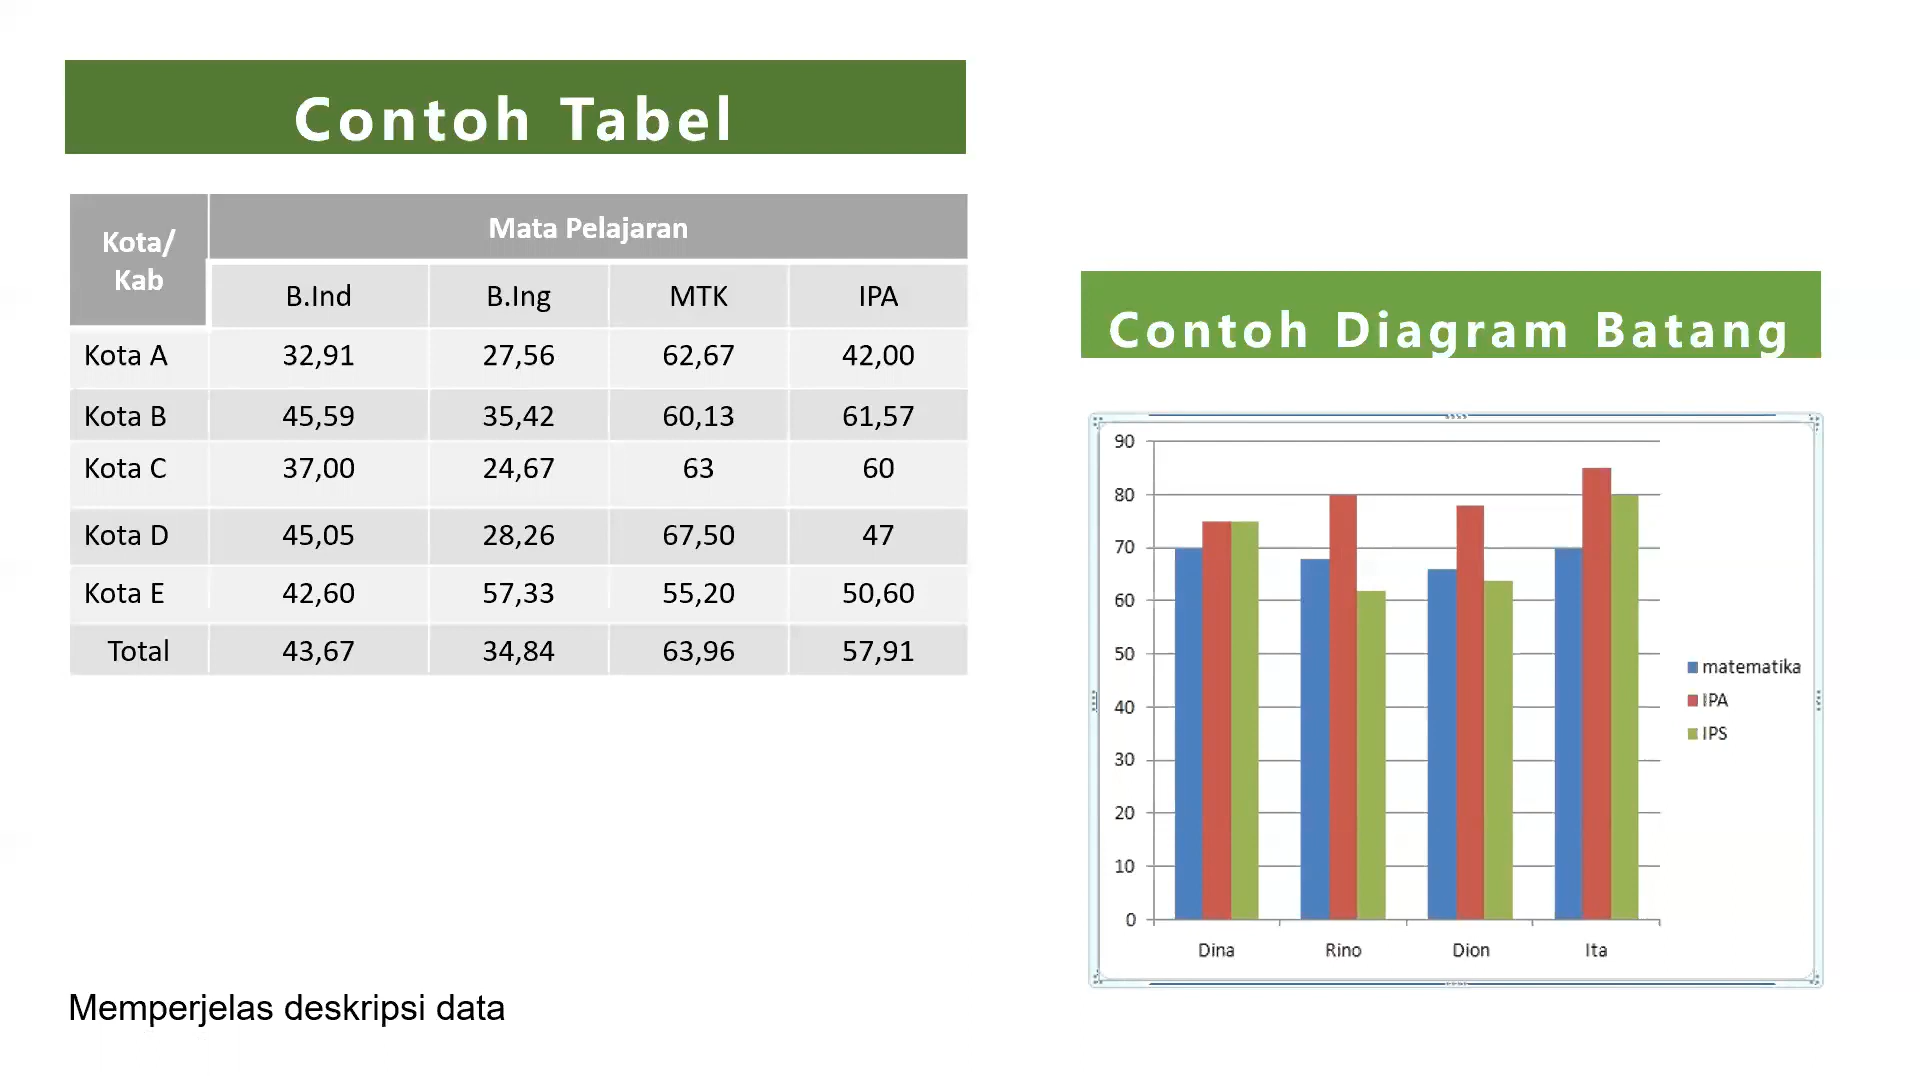 Contoh Tabel
Kota/
Kab
Mata Pelajaran
B.Ind B.Ing MTK IPA
Kota A 32,91 27,56 62,67 42,00
Kota B 45,59 35,42 60,13 61,57
Kota C 37,00 24,67 63 60
Kota D 45,05 28,26 67,50 47
Kota E 42,60 57,33 55,20 50,60
Total 43,67 34,84 63,96 57,91
Memperjelas deskripsi data
Contoh Diagram Batang
90
80
70
60
50
40
30
20
10
0
Dina Rino Dion Ita
matematika
IPA
IPS